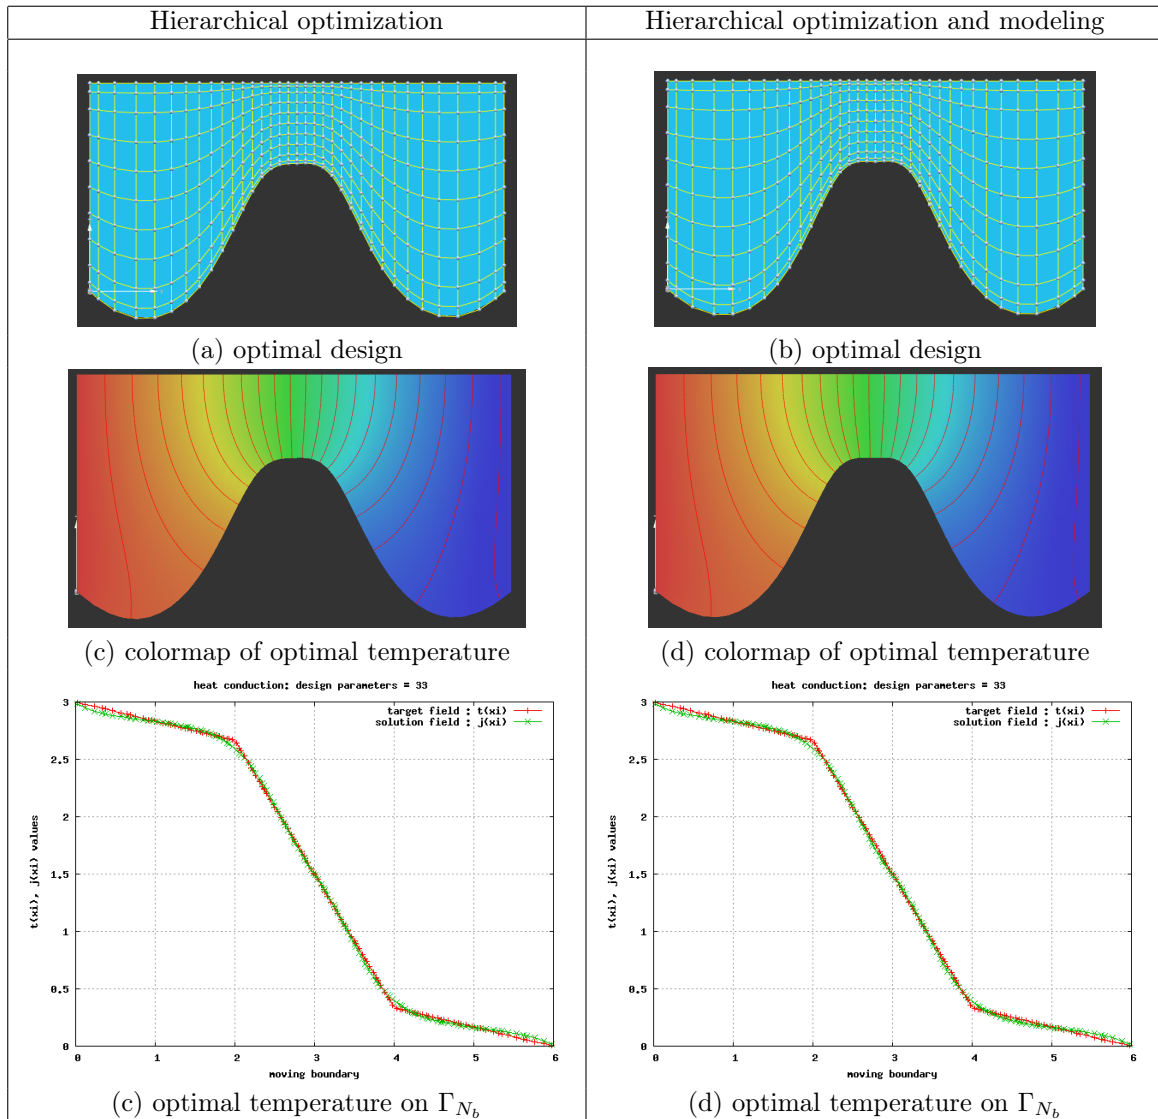 Hierarchical optimization
Hierarchical optimization and modeling
(a) optimal design
(b) optimal design
(c) colormap of optimal temperature
(d) colormap of optimal temperature
heat conduction: design parameters = 33
target field : t(xi)
solution field : j(xi)
3
2.5
2
1.5
1
0.5
0
t(xi), j(xi) values
0 1 2 3 4 5 6
moving boundary
heat conduction: design parameters = 33
target field : t(xi)
solution field : j(xi)
3
2.5
2
1.5
1
0.5
0
t(xi), j(xi) values
0 1 2 3 4 5 6
moving boundary
(c) optimal temperature on Γ_{N_b}
(d) optimal temperature on Γ_{N_b}